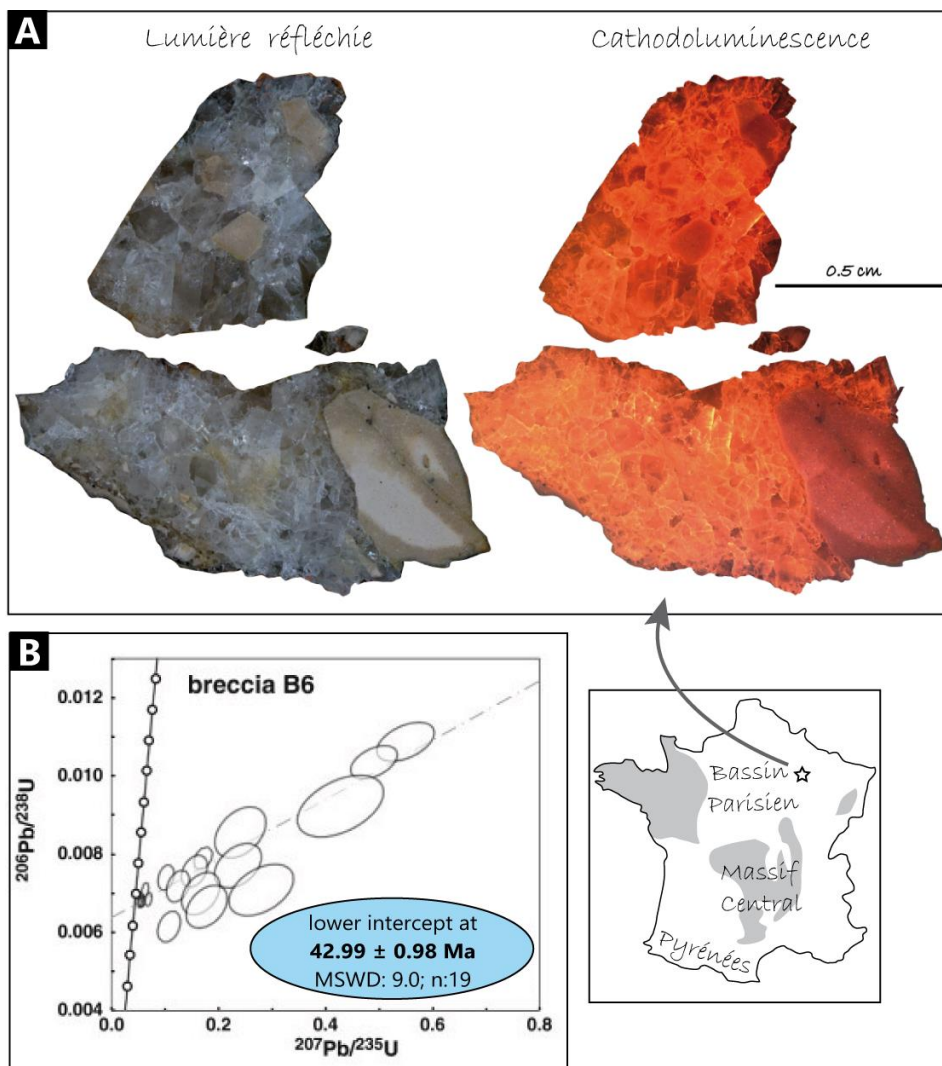 A
Lumière réfléchie
Cathodoluminescence
0.5 cm
B
breccia B6
0.012
0.010
0.008
0.006
0.004
²⁰⁶Pb/²³⁸U
0.0
0.2
0.4
0.6
0.8
²⁰⁷Pb/²³⁵U
lower intercept at
42.99 ± 0.98 Ma
MSWD: 9.0; n:19
Bassin
Parisien
Massif
Central
Pyrénées